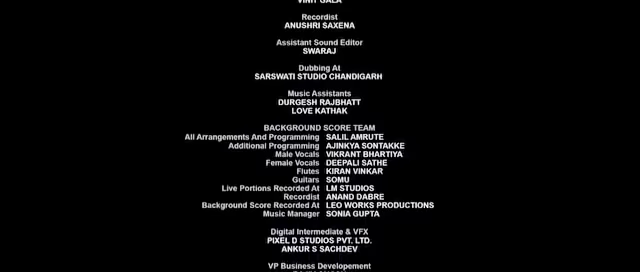 VINIT GALA
Recordist
ANUSHRI SAXENA
Assistant Sound Editor
SWARAJ
Dubbing At
SARSWATI STUDIO CHANDIGARH
Music Assistants
DURGESH RAJBHATT
LOVE KATHAK
BACKGROUND SCORE TEAM
All Arrangements And Programming SALIL AMRUTE
Additional Programming AJINKYA SONTAKKE
Male Vocals VIKRANT BHARTIYA
Female Vocals DEEPALI SATHE
Flutes KIRAN VINKAR
Guitars SOMU
Live Portions Recorded At LM STUDIOS
Recordist ANAND DABRE
Background Score Recorded At LEO WORKS PRODUCTIONS
Music Manager SONIA GUPTA
Digital Intermediate & VFX
PIXEL D STUDIOS PVT. LTD.
ANKUR S SACHDEV
VP Business Developement